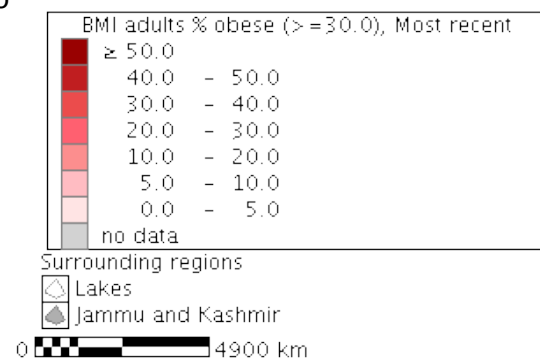 BMI adults % obese (>=30.0), Most recent
≥ 50.0
40.0 - 50.0
30.0 - 40.0
20.0 - 30.0
10.0 - 20.0
5.0 - 10.0
0.0 - 5.0
no data
Surrounding regions
Lakes
Jammu and Kashmir
0 4900 km